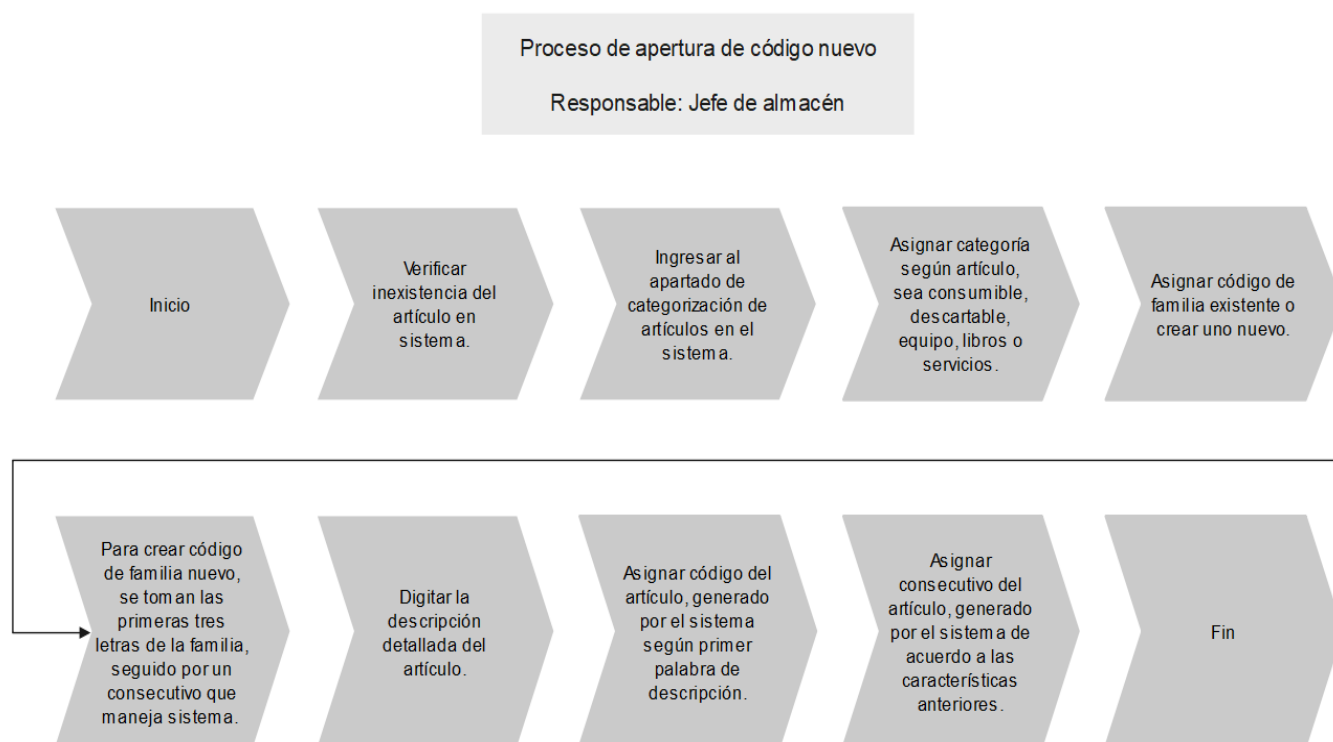 Proceso de apertura de código nuevo
Responsable: Jefe de almacén
Inicio
Verificar
inexistencia del
artículo en
sistema.
Ingresar al
apartado de
categorización de
artículos en el
sistema.
Asignar categoría
según artículo,
sea consumible,
descartable,
equipo, libros o
servicios.
Asignar código de
familia existente o
crear uno nuevo.
Para crear código
de familia nuevo,
se toman las
primeras tres
letras de la familia,
seguido por un
consecutivo que
maneja sistema.
Digitar la
descripción
detallada del
artículo.
Asignar código del
artículo, generado
por el sistema
según primer
palabra de
descripción.
Asignar
consecutivo del
artículo, generado
por el sistema de
acuerdo a las
características
anteriores.
Fin